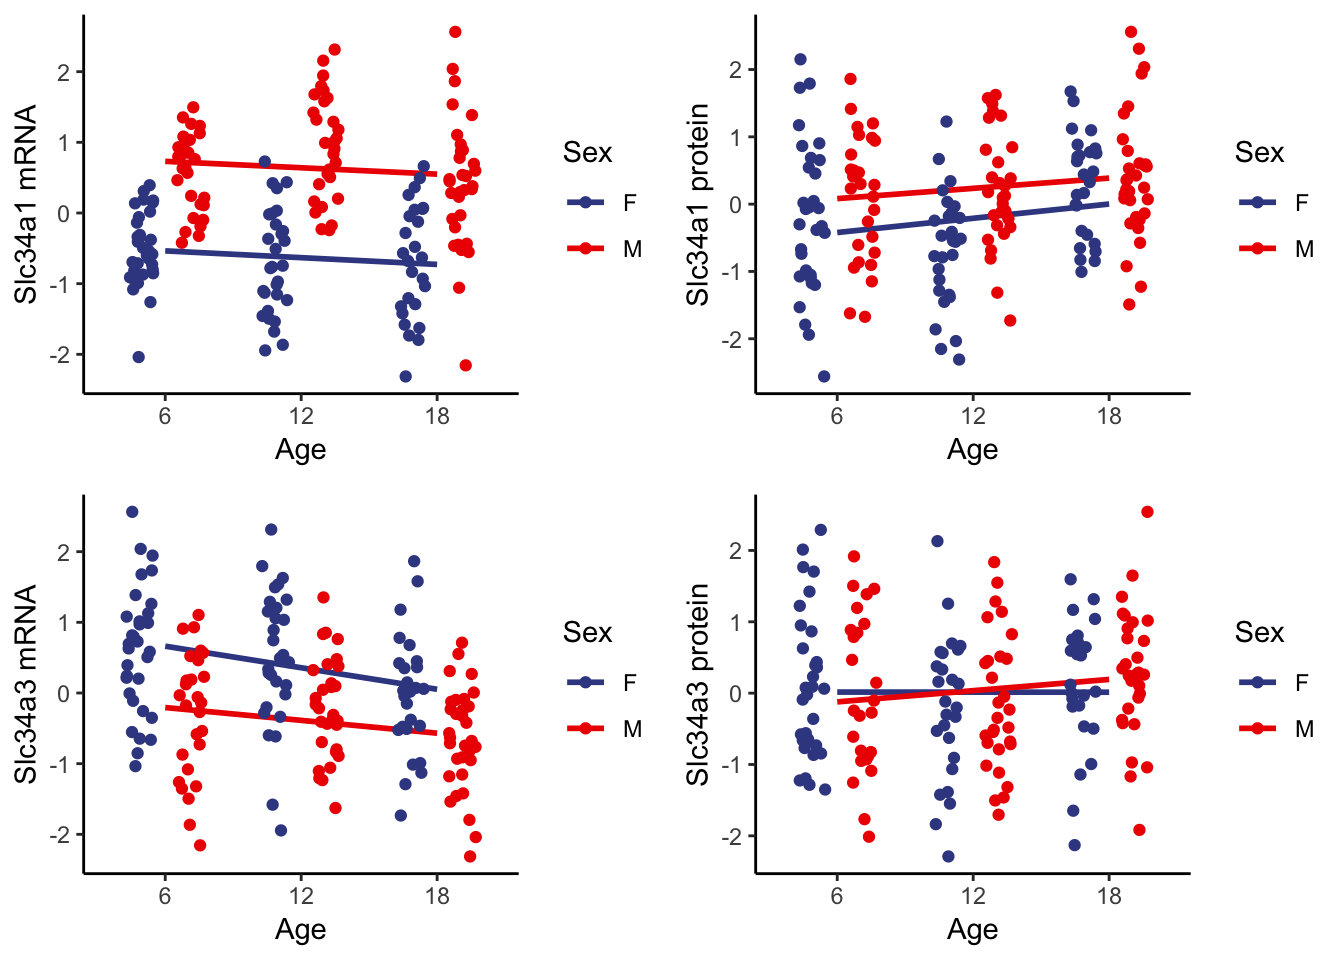 Slc34a1 mRNA
2
1
0
-1
-2
6 12 18
Age
Sex
F
M
Slc34a1 protein
2
1
0
-1
-2
6 12 18
Age
Sex
F
M
Slc34a3 mRNA
2
1
0
-1
-2
6 12 18
Age
Sex
F
M
Slc34a3 protein
2
1
0
-1
-2
6 12 18
Age
Sex
F
M